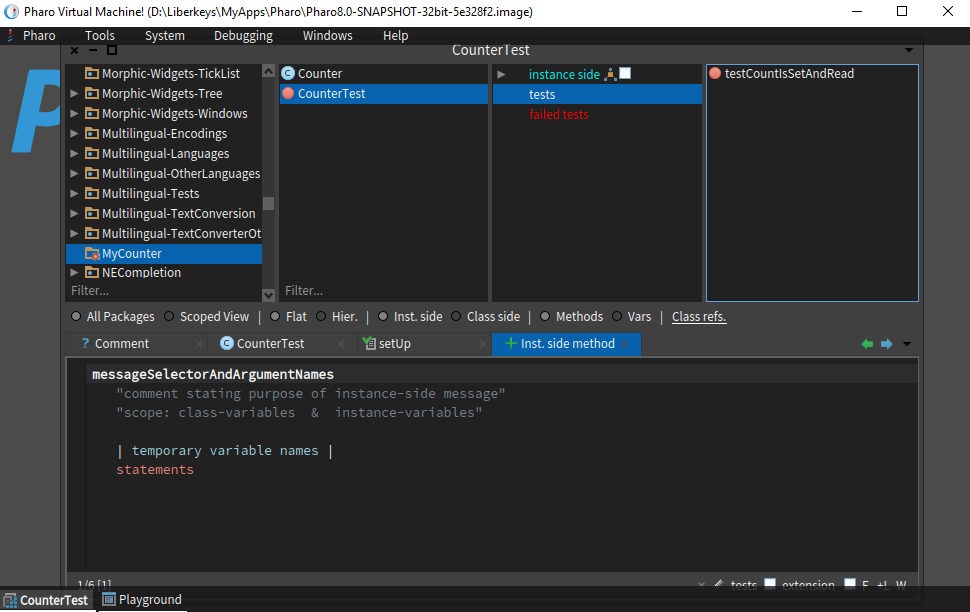 Pharo Virtual Machine! (D:\Liberkeys\MyApps\Pharo\Pharo8.0-SNAPSHOT-32bit-5e328f2.image)
Pharo Tools System Debugging Windows Help
CounterTest
Morphic-Widgets-TickList
Morphic-Widgets-Tree
Morphic-Widgets-Windows
Multilingual-Encodings
Multilingual-Languages
Multilingual-OtherLanguages
Multilingual-Tests
Multilingual-TextConversion
Multilingual-TextConverterOt
MyCounter
NECompletion
Filter...
C Counter
CounterTest
Filter...
instance side
tests
failed tests
testCountIsSetAndRead
All Packages Scoped View | Flat Hier. | Inst. side Class side | Methods Vars | Class refs.
? Comment C CounterTest setUp Inst. side method
messageSelectorAndArgumentNames
"comment stating purpose of instance-side message"
"scope: class-variables & instance-variables"
| temporary variable names |
statements
1/6 [1] tests extension F +L W
CounterTest Playground